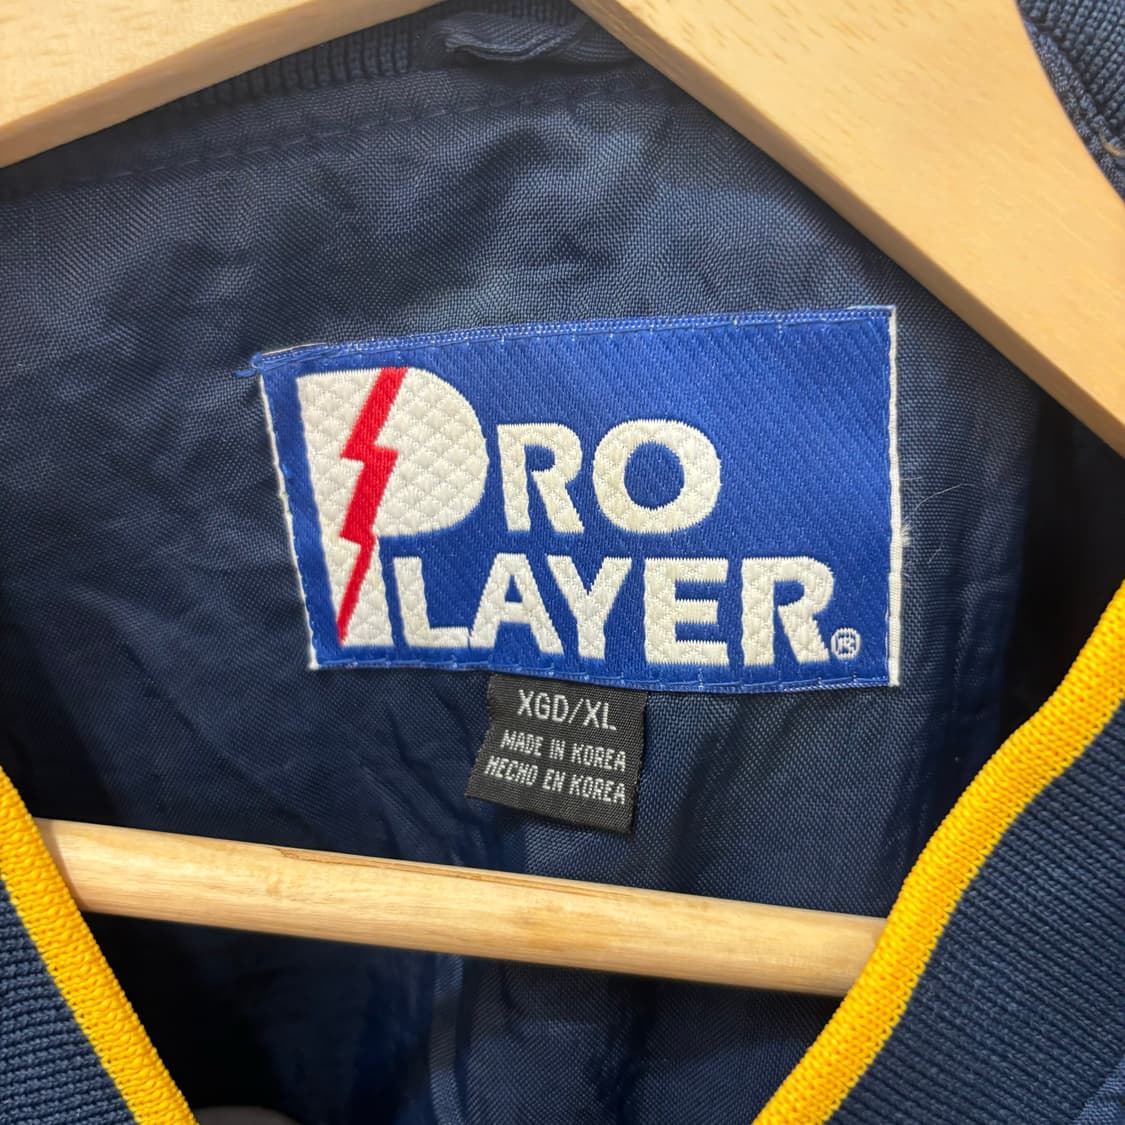 PRO
PLAYER®
XGD/XL
MADE IN KOREA
HECHO EN KOREA